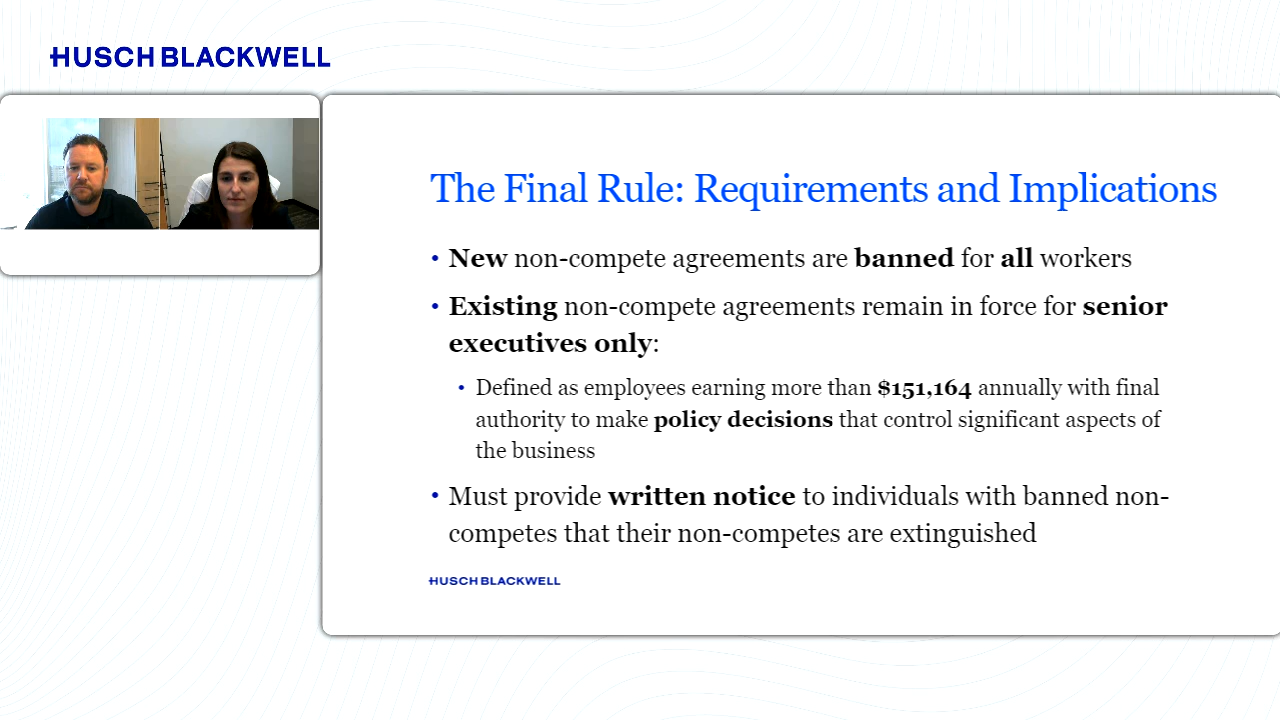 HUSCH BLACKWELL
The Final Rule: Requirements and Implications
• New non-compete agreements are banned for all workers
• Existing non-compete agreements remain in force for senior
executives only:
• Defined as employees earning more than $151,164 annually with final
authority to make policy decisions that control significant aspects of
the business
• Must provide written notice to individuals with banned non-
competes that their non-competes are extinguished
HUSCH BLACKWELL